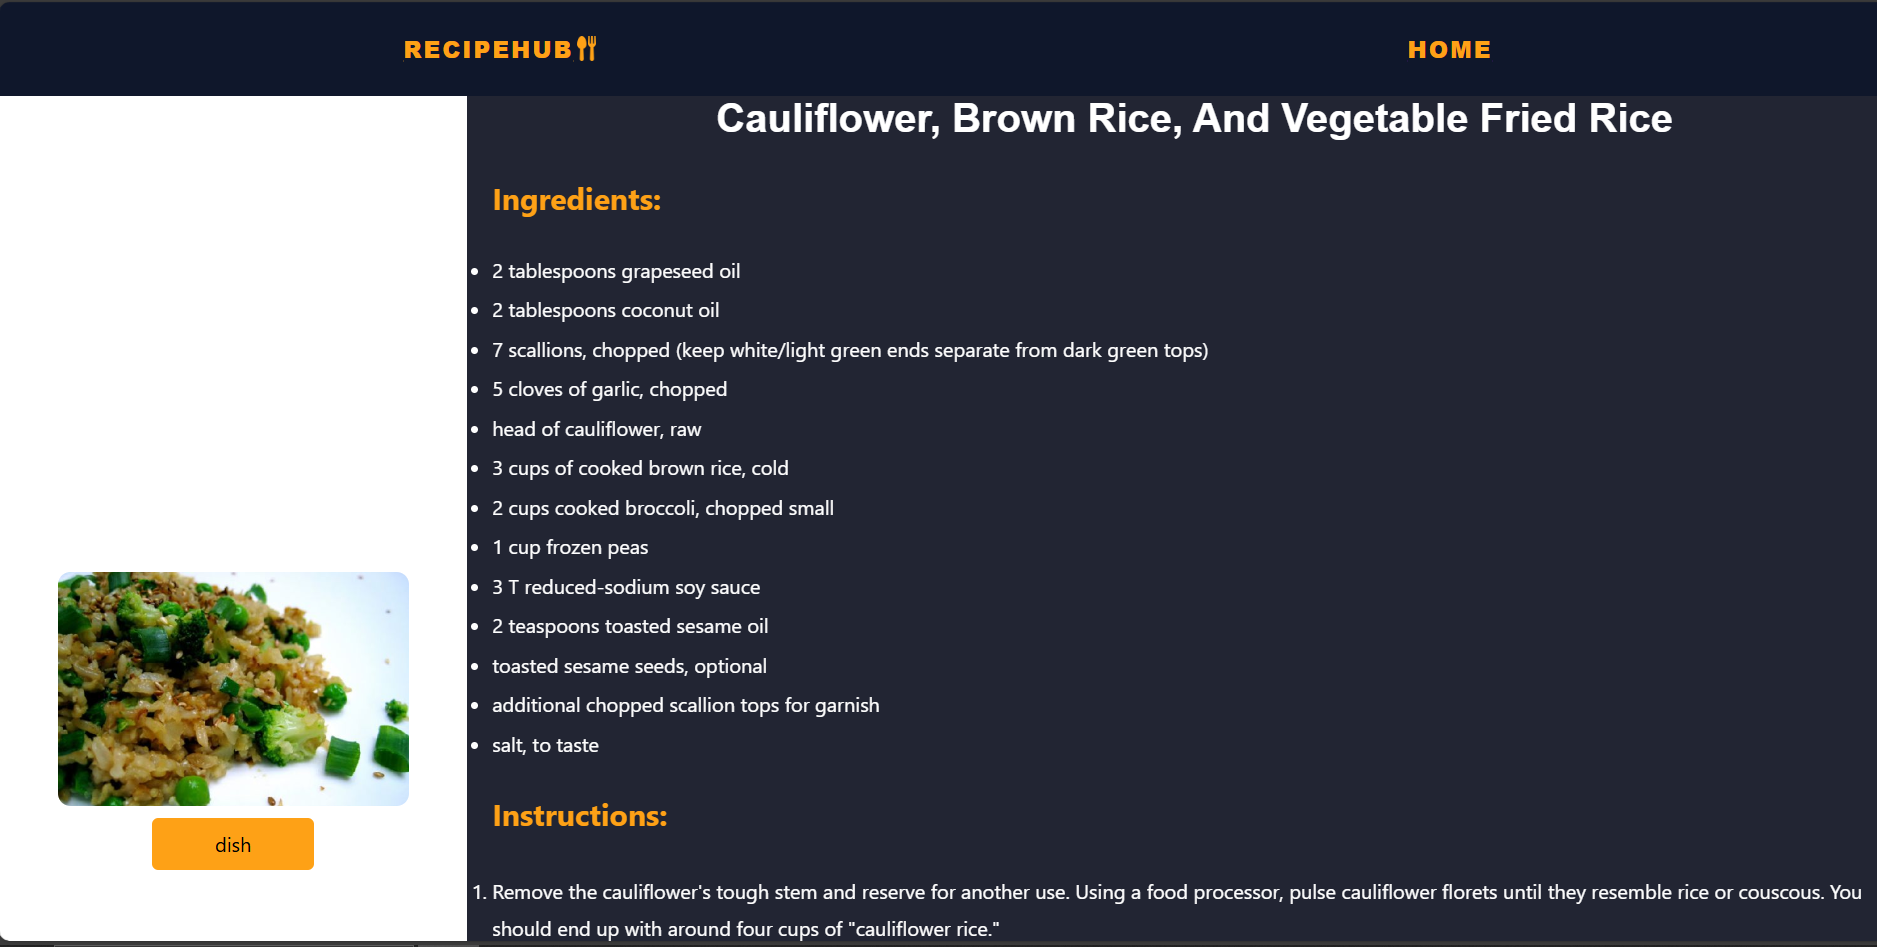 RECIPEHUB
HOME
Cauliflower, Brown Rice, And Vegetable Fried Rice
Ingredients:
2 tablespoons grapeseed oil
2 tablespoons coconut oil
7 scallions, chopped (keep white/light green ends separate from dark green tops)
5 cloves of garlic, chopped
head of cauliflower, raw
3 cups of cooked brown rice, cold
2 cups cooked broccoli, chopped small
1 cup frozen peas
3 T reduced-sodium soy sauce
2 teaspoons toasted sesame oil
toasted sesame seeds, optional
additional chopped scallion tops for garnish
salt, to taste
dish
Instructions:
1. Remove the cauliflower's tough stem and reserve for another use. Using a food processor, pulse cauliflower florets until they resemble rice or couscous. You
should end up with around four cups of "cauliflower rice."